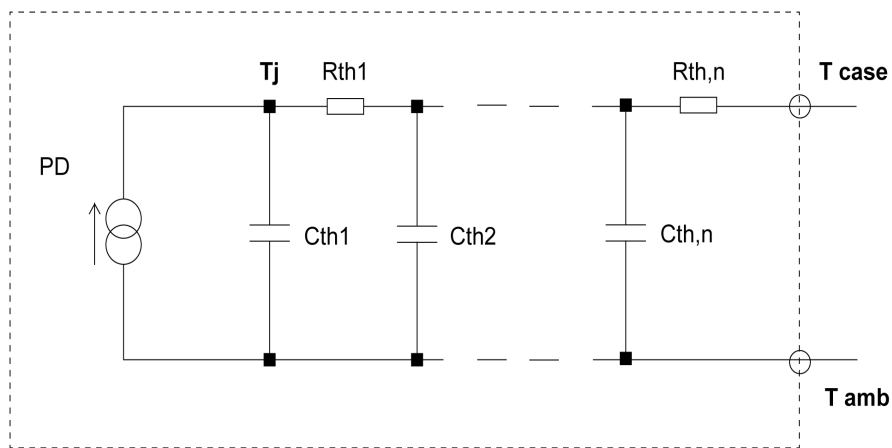 Tj
Rth1
Rth,n
T case
PD
Cth1
Cth2
Cth,n
T amb